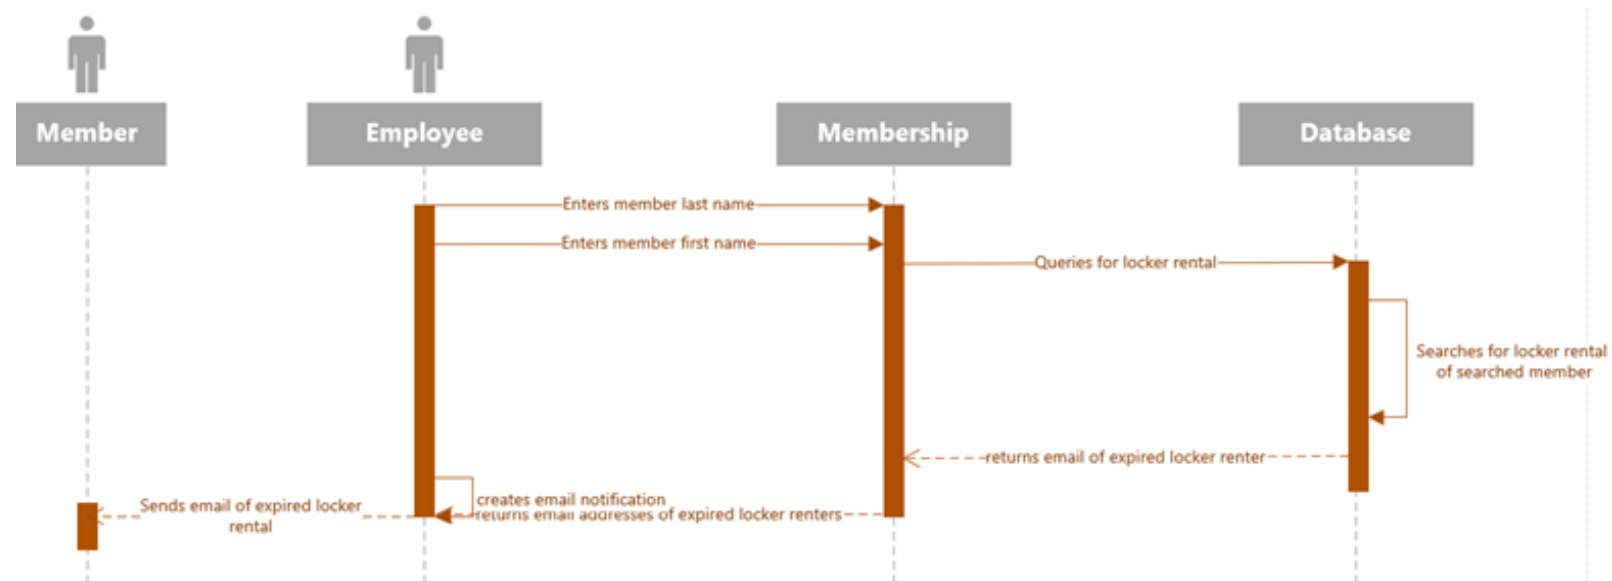 Member
Employee
Membership
Database
Enters member last name
Enters member first name
Queries for locker rental
Searches for locker rental
of searched member
returns email of expired locker renter
creates email notification
returns email addresses of expired locker renters
Sends email of expired locker
rental